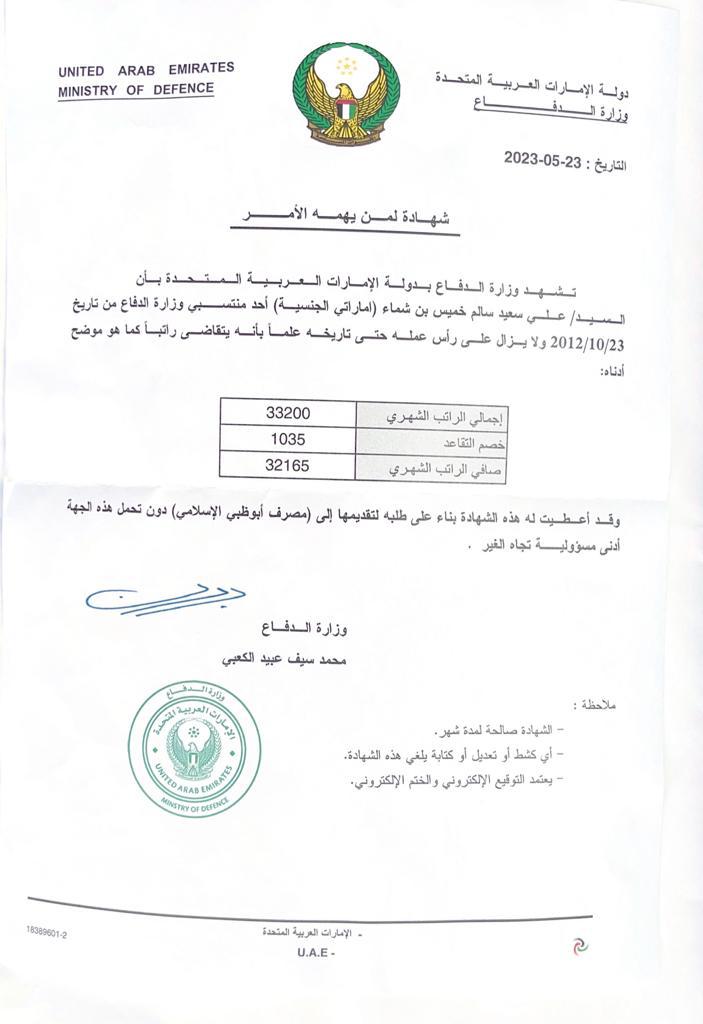 UNITED ARAB EMIRATES
MINISTRY OF DEFENCE
دولة الإمارات العربية المتحدة
وزارة الدفاع
التاريخ : 23-05-2023
شهادة لمن يهمه الأمر
تشهد وزارة الدفاع بدولة الإمارات العربية المتحدة بأن
السيد/ علي سعيد سالم خميس بن شماء (اماراتي الجنسية) أحد منتسبي وزارة الدفاع من تاريخ
2012/10/23 ولا يزال على رأس عمله حتى تاريخه علماً بأنه يتقاضى راتباً كما هو موضح
أدناه:
إجمالي الراتب الشهري 33200
خصم التقاعد 1035
صافي الراتب الشهري 32165
وقد أعطيت له هذه الشهادة بناء على طلبه لتقديمها إلى (مصرف أبوظبي الإسلامي) دون تحمل هذه الجهة
أدنى مسؤولية تجاه الغير .
وزارة الدفاع
محمد سيف عبيد الكعبي
وزارة الدفاع
الإمارات العربية المتحدة
UNITED ARAB EMIRATES
MINISTRY OF DEFENCE
ملاحظة :
- الشهادة صالحة لمدة شهر.
- أي كشط أو تعديل أو كتابة يلغي هذه الشهادة.
- يعتمد التوقيع الإلكتروني والختم الإلكتروني.
18389601-2
- الإمارات العربية المتحدة
U.A.E -